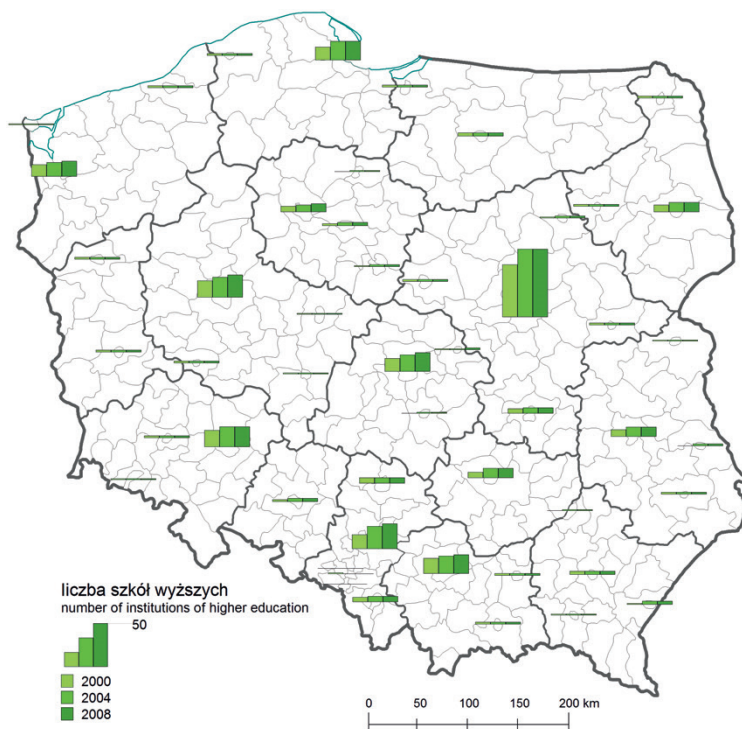 liczba szkół wyższych
number of institutions of higher education
50
2000
2004
2008
0 50 100 150 200 km